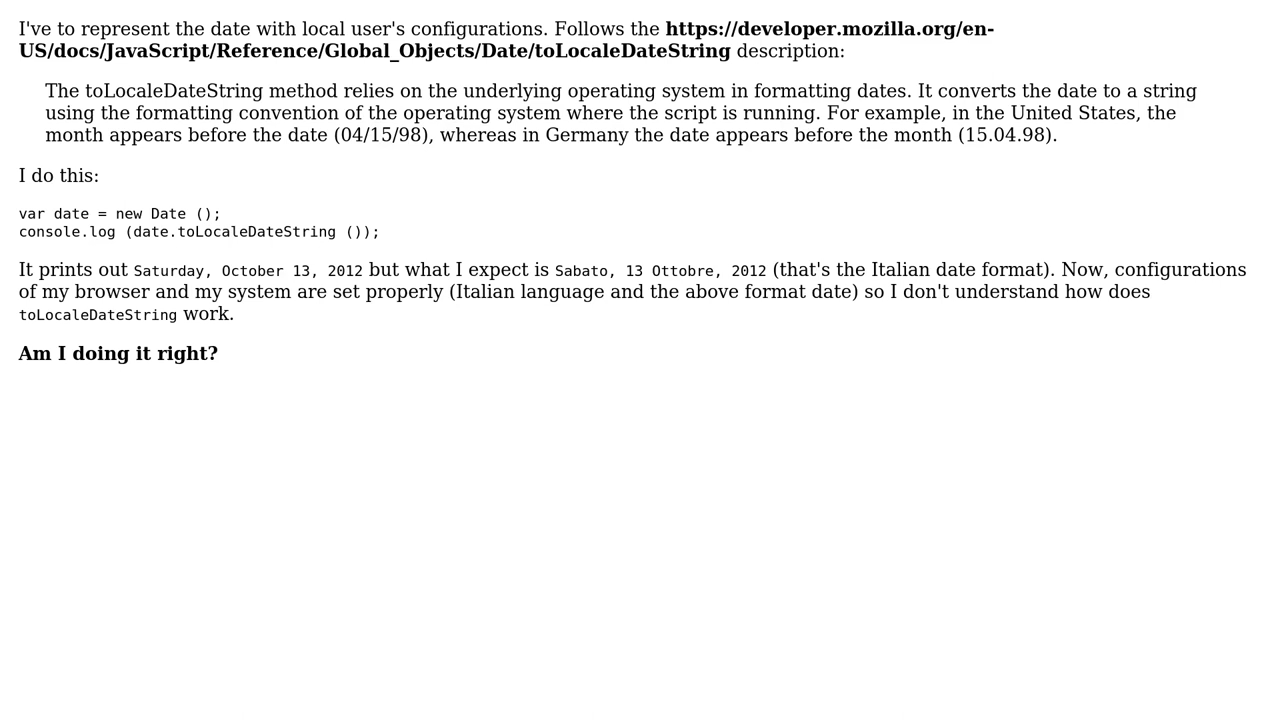 I've to represent the date with local user's configurations. Follows the https://developer.mozilla.org/en-
US/docs/JavaScript/Reference/Global_Objects/Date/toLocaleDateString description:
The toLocaleDateString method relies on the underlying operating system in formatting dates. It converts the date to a string
using the formatting convention of the operating system where the script is running. For example, in the United States, the
month appears before the date (04/15/98), whereas in Germany the date appears before the month (15.04.98).
I do this:
var date = new Date ();
console.log (date.toLocaleDateString ());
It prints out Saturday, October 13, 2012 but what I expect is Sabato, 13 Ottobre, 2012 (that's the Italian date format). Now, configurations
of my browser and my system are set properly (Italian language and the above format date) so I don't understand how does
toLocaleDateString work.
Am I doing it right?